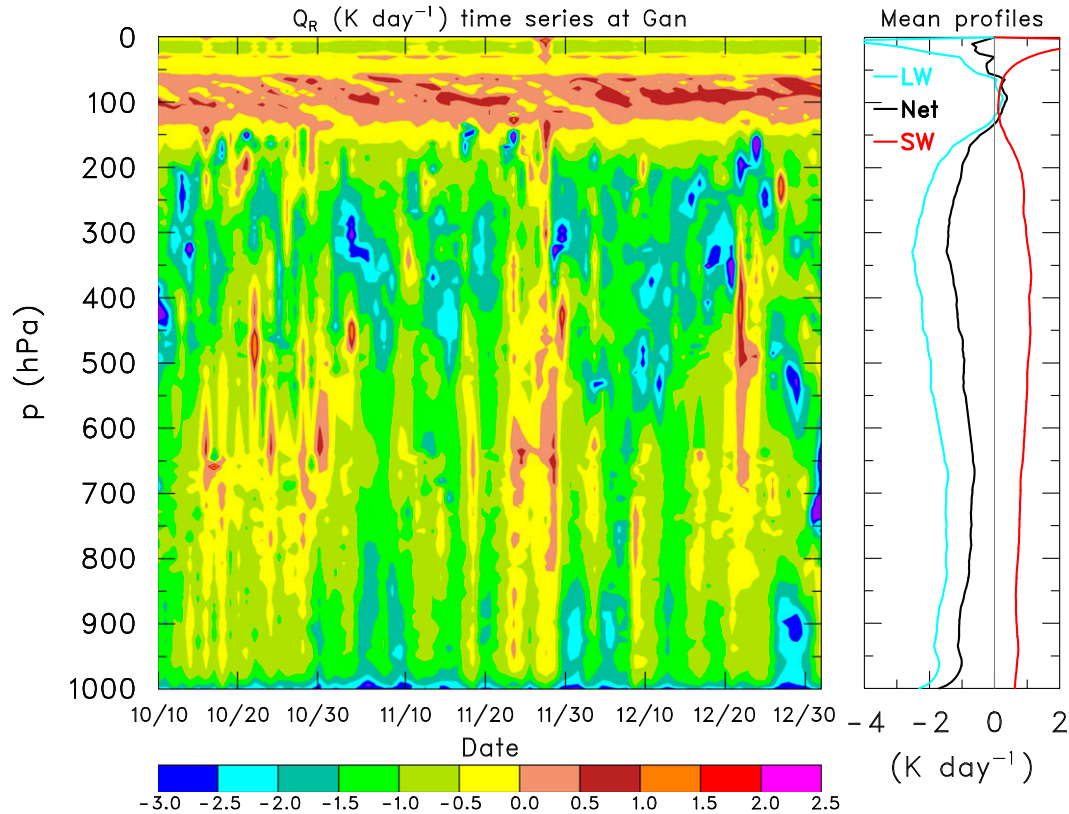 Q_R (K day⁻¹) time series at Gan
Mean profiles
0
100
200
300
400
500
600
700
800
900
1000
p (hPa)
LW
Net
SW
10/10 10/20 10/30 11/10 11/20 11/30 12/10 12/20 12/30
Date
-4 -2 0 2
(K day⁻¹)
-3.0 -2.5 -2.0 -1.5 -1.0 -0.5 0.0 0.5 1.0 1.5 2.0 2.5